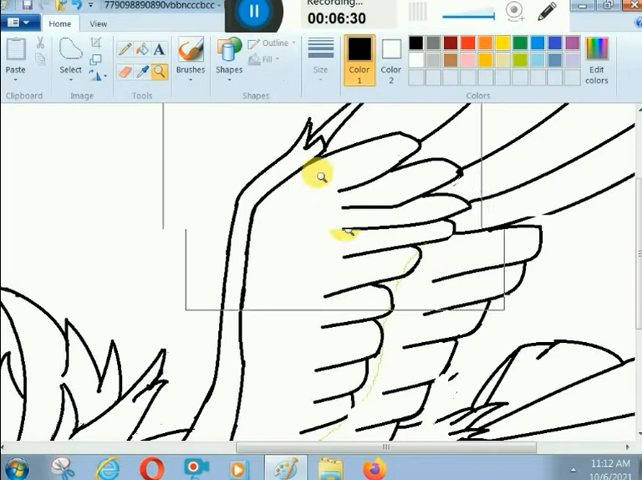 Recording...
779098890890vbbncccbcc
00:06:30
Home
View
Paste
Select
Brushes
Shapes
Outline
Fill
Size
Color
1
Color
2
Edit
colors
Clipboard
Image
Tools
Shapes
Colors
11:12 AM
10/6/2021